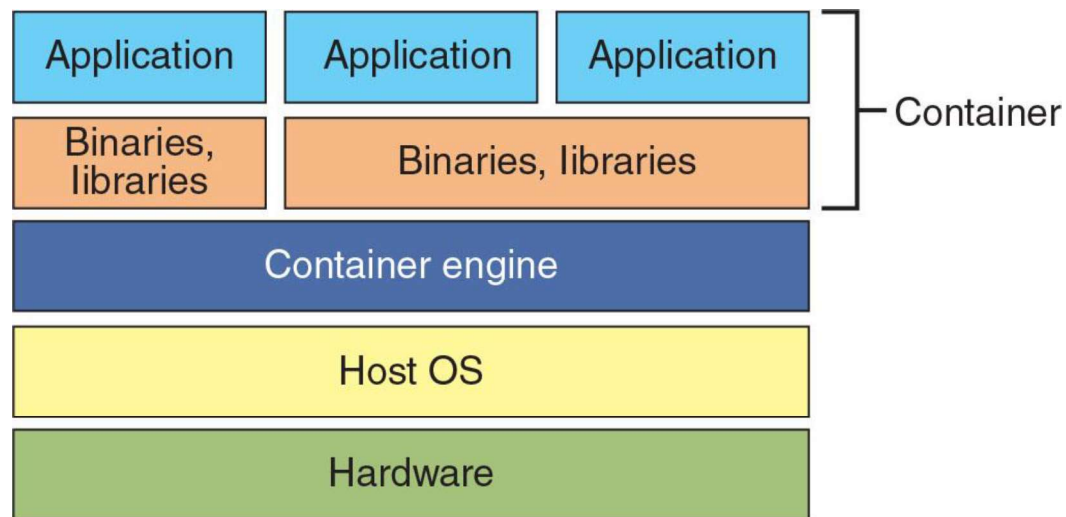 Application
Application
Application
Container
Binaries,
libraries
Binaries, libraries
Container engine
Host OS
Hardware